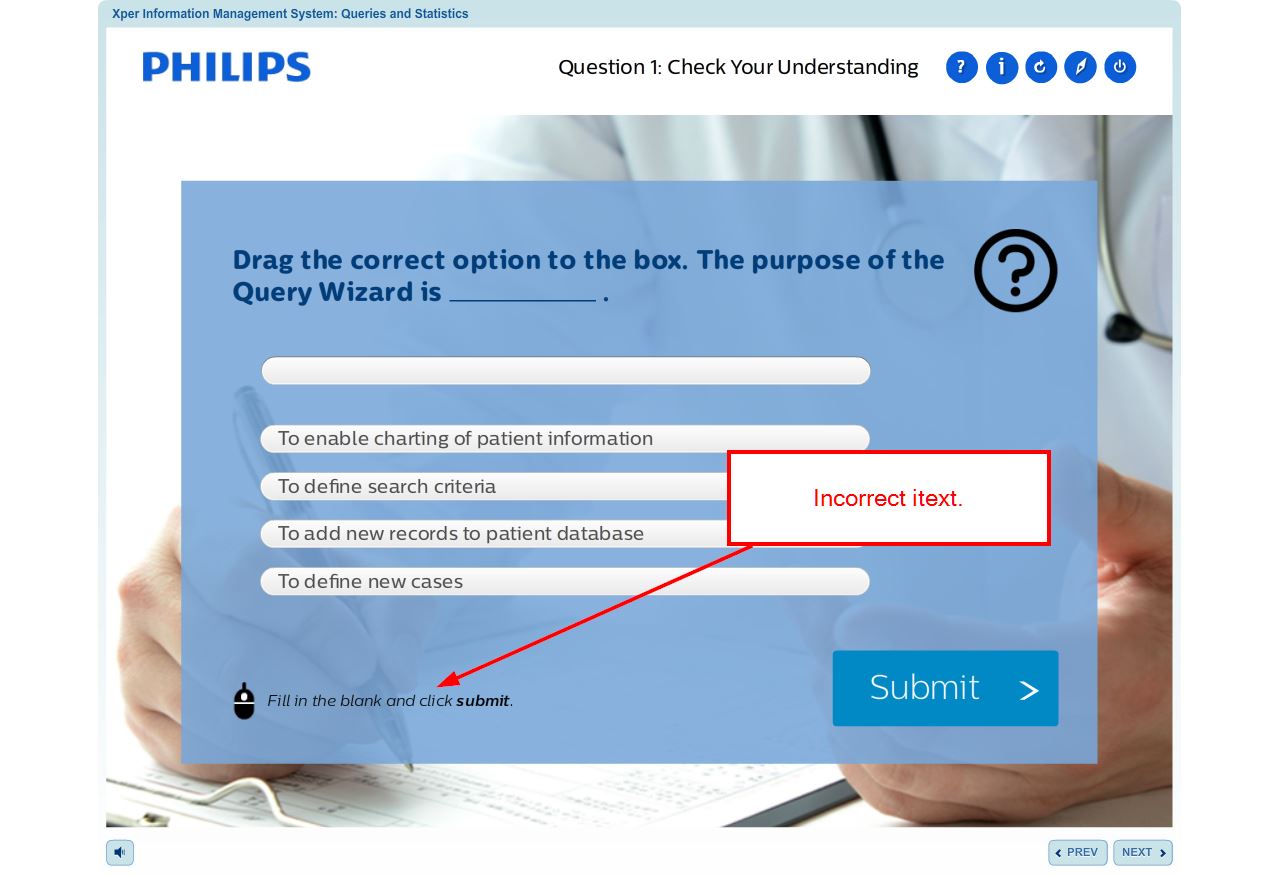 Xper Information Management System: Queries and Statistics
PHILIPS
Question 1: Check Your Understanding
Drag the correct option to the box. The purpose of the
Query Wizard is __________ .
To enable charting of patient information
To define search criteria
Incorrect itext.
To add new records to patient database
To define new cases
Fill in the blank and click submit.
Submit >
PREV
NEXT